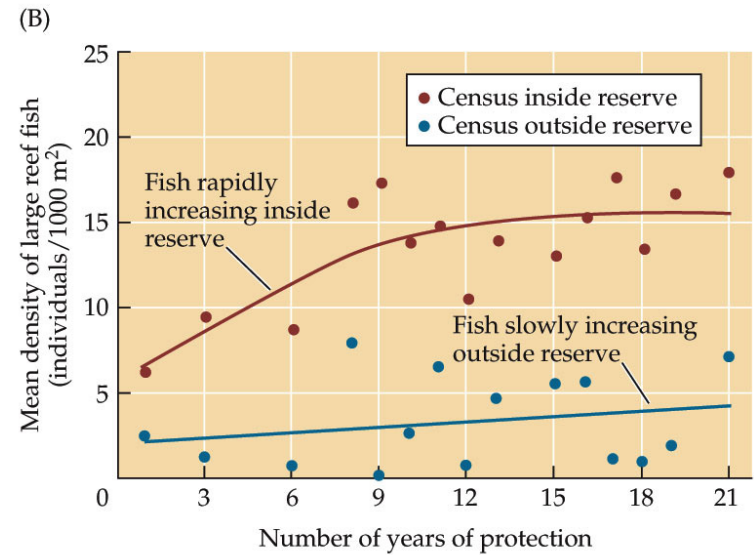 (B)
25
20
15
10
5
0
Mean density of large reef fish
(individuals/1000 m²)
Census inside reserve
Census outside reserve
Fish rapidly
increasing inside
reserve
Fish slowly increasing
outside reserve
3 6 9 12 15 18 21
Number of years of protection